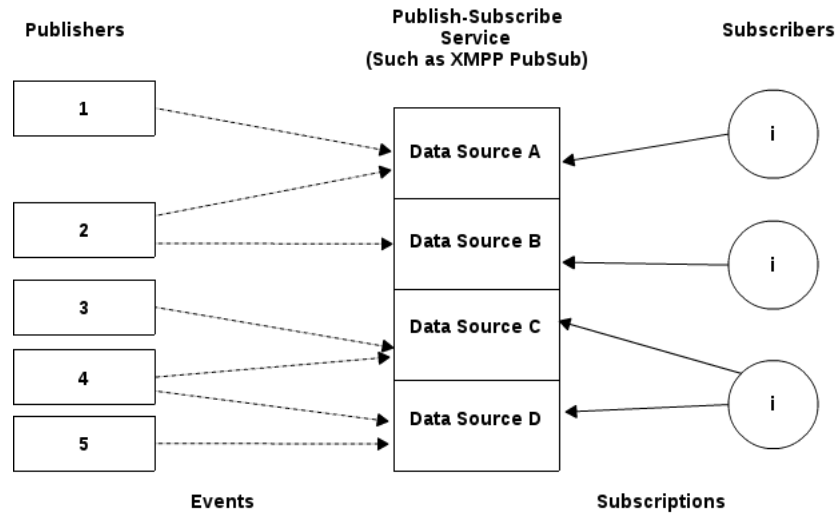 Publishers
Publish-Subscribe
Service
(Such as XMPP PubSub)
Subscribers
1
2
3
4
5
Data Source A
Data Source B
Data Source C
Data Source D
i
i
i
Events
Subscriptions